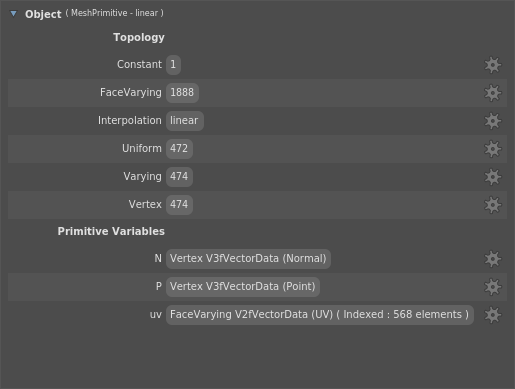 Object ( MeshPrimitive - linear )
Topology
Constant 1
FaceVarying 1888
Interpolation linear
Uniform 472
Varying 474
Vertex 474
Primitive Variables
N Vertex V3fVectorData (Normal)
P Vertex V3fVectorData (Point)
uv FaceVarying V2fVectorData (UV) ( Indexed : 568 elements )